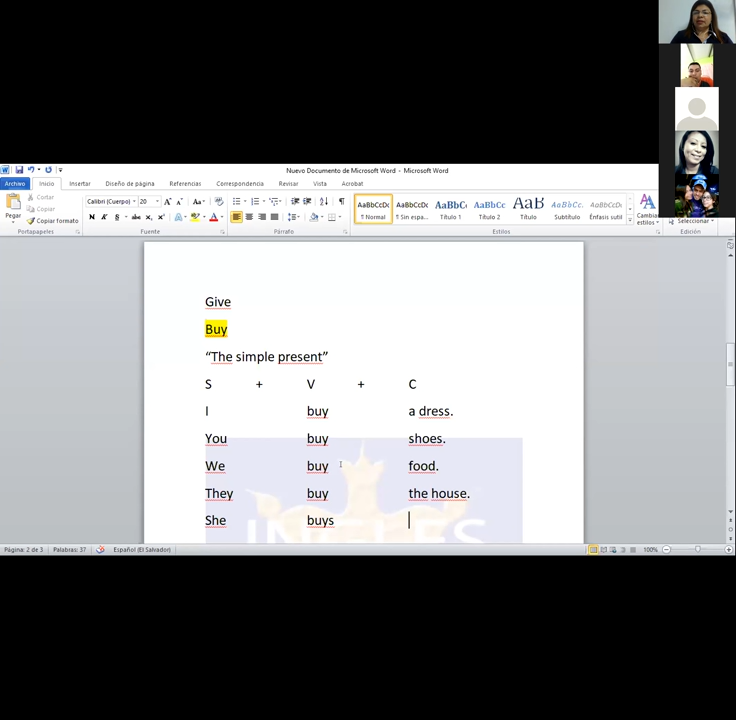 Nuevo Documento de Microsoft Word - Microsoft Word
Archivo Inicio Insertar Diseño de página Referencias Correspondencia Revisar Vista Acrobat
Pegar
Cortar
Copiar
Copiar formato
Calibri (Cuerpo) 20
AaBbCcDc AaBbCcDc AaBbC AaBbCc AaB AaBbCc. AaBbCcDc
¶ Normal ¶ Sin espa... Título 1 Título 2 Título Subtítulo Énfasis sutil
Cambiar estilos
Seleccionar
Portapapeles Fuente Párrafo Estilos Edición
Give
Buy
“The simple present”
S + V + C
I buy a dress.
You buy shoes.
We buy food.
They buy the house.
She buys
INGLES
Página: 2 de 3 Palabras: 37 Español (El Salvador) 100%